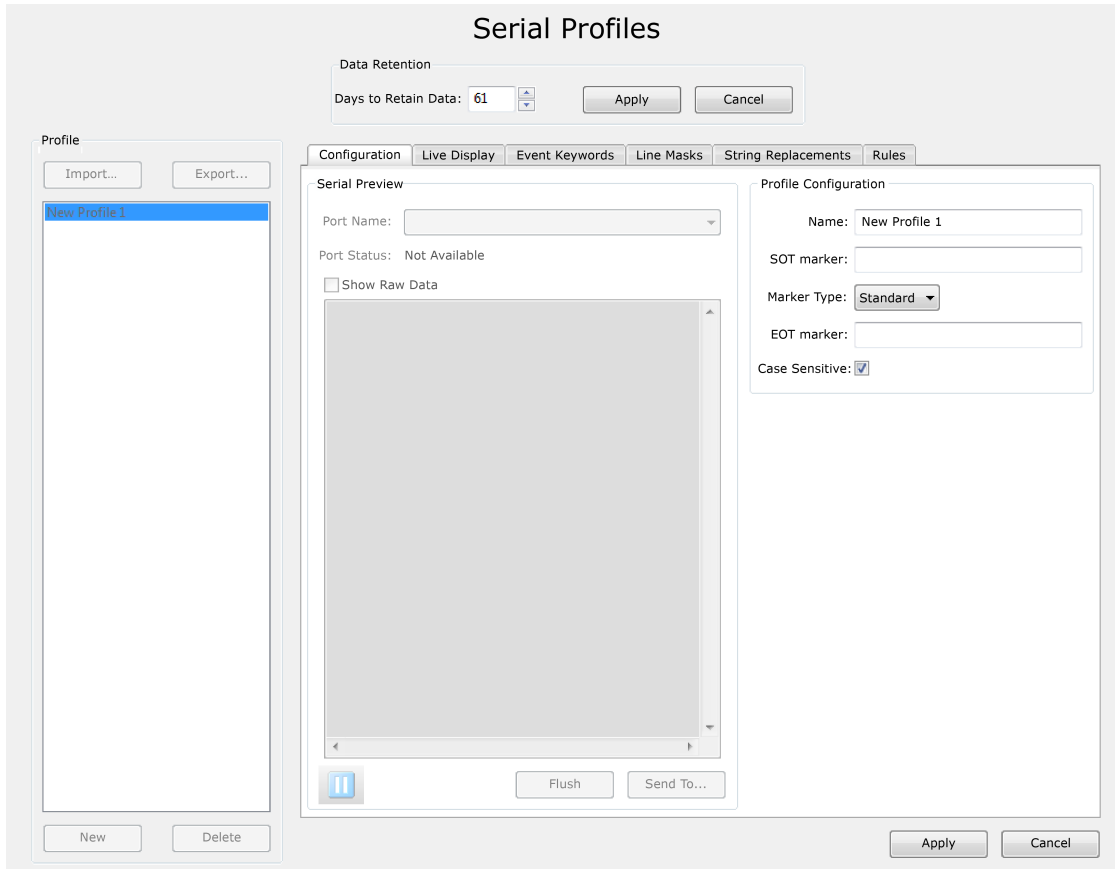 Serial Profiles
Data Retention
Days to Retain Data: 61
Apply
Cancel
Profile
Import...
Export...
New Profile 1
New
Delete
Configuration
Live Display
Event Keywords
Line Masks
String Replacements
Rules
Serial Preview
Port Name:
Port Status: Not Available
Show Raw Data
Flush
Send To...
Profile Configuration
Name: New Profile 1
SOT marker:
Marker Type: Standard
EOT marker:
Case Sensitive:
Apply
Cancel